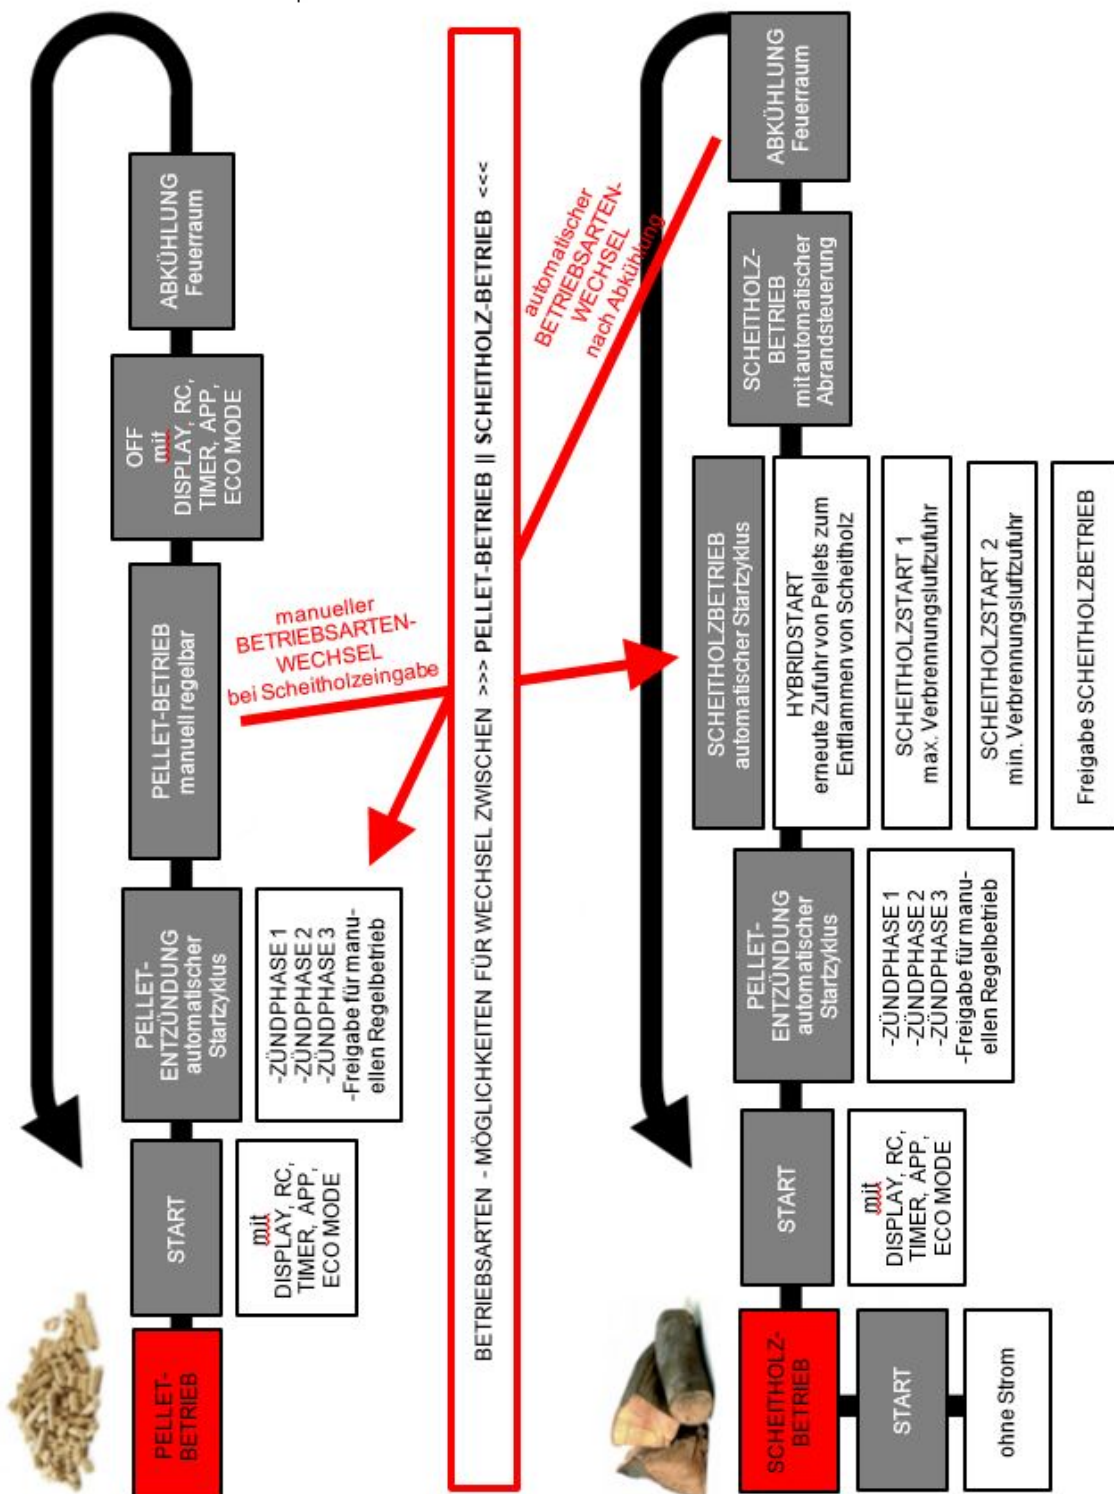 PELLET-
BETRIEB
START
mit
DISPLAY, RC,
TIMER, APP,
ECO MODE
PELLET-
ENTZÜNDUNG
automatischer
Startzyklus
-ZÜNDPHASE 1
-ZÜNDPHASE 2
-ZÜNDPHASE 3
-Freigabe für manu-
ellen Regelbetrieb
PELLET-BETRIEB
manuell regelbar
OFF
mit
DISPLAY, RC,
TIMER, APP,
ECO MODE
ABKÜHLUNG
Feuerraum
manueller
BETRIEBSARTEN-
WECHSEL
bei Scheitholzeingabe
BETRIEBSARTEN - MÖGLICHKEITEN FÜR WECHSEL ZWISCHEN >>> PELLET-BETRIEB || SCHEITHOLZ-BETRIEB <<<
automatischer
BETRIEBSARTEN-
WECHSEL
nach Abkühlung
SCHEITHOLZ-
BETRIEB
START
ohne Strom
START
mit
DISPLAY, RC,
TIMER, APP,
ECO MODE
PELLET-
ENTZÜNDUNG
automatischer
Startzyklus
-ZÜNDPHASE 1
-ZÜNDPHASE 2
-ZÜNDPHASE 3
-Freigabe für manu-
ellen Regelbetrieb
SCHEITHOLZBETRIEB
automatischer Startzyklus
HYBRIDSTART
erneute Zufuhr von Pellets zum
Entflammen von Scheitholz
SCHEITHOLZSTART 1
max. Verbrennungsluftzufuhr
SCHEITHOLZSTART 2
min. Verbrennungsluftzufuhr
Freigabe SCHEITHOLZBETRIEB
SCHEITHOLZ-
BETRIEB
mit automatischer
Abrandsteuerung
ABKÜHLUNG
Feuerraum